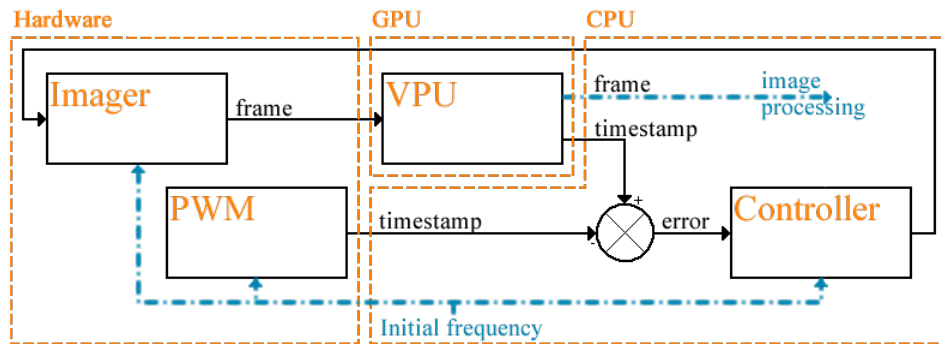 Hardware
GPU
CPU
Imager
frame
VPU
frame
image
processing
timestamp
PWM
timestamp
+
-
error
Controller
Initial frequency